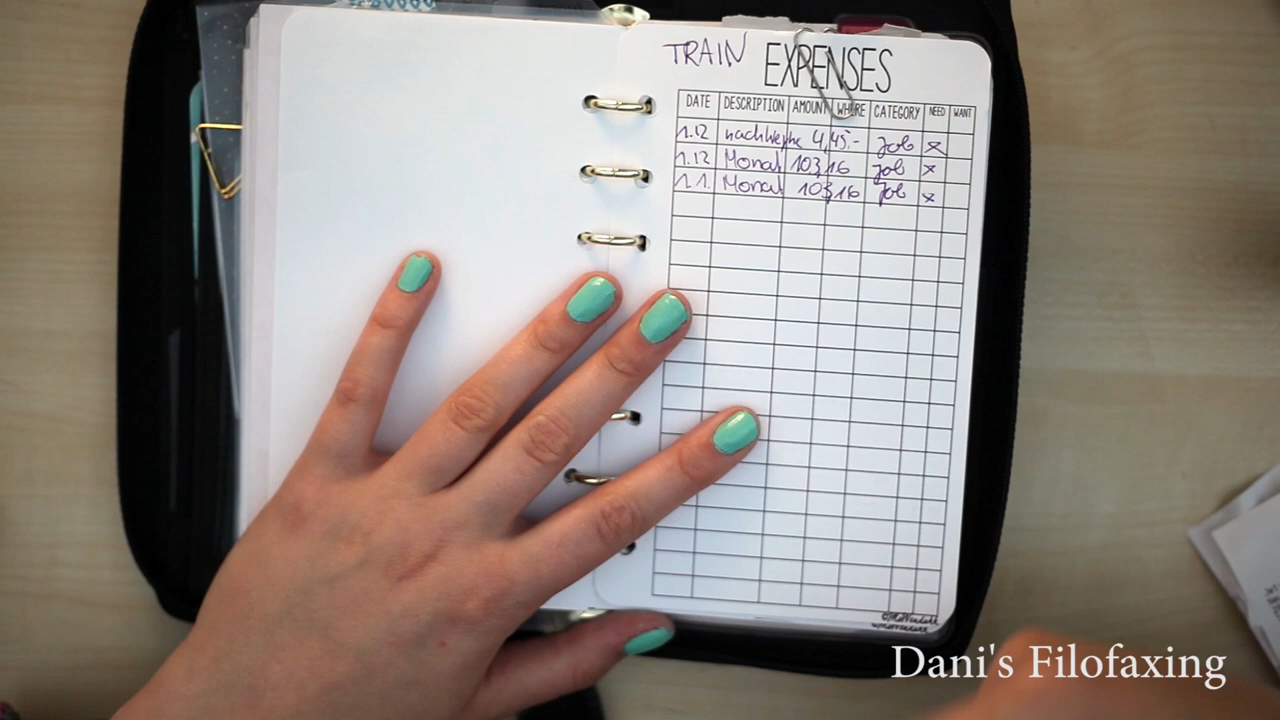 TRAIN EXPENSES
DATE DESCRIPTION AMOUNT WHERE CATEGORY NEED WANT
1.12 4,45.- Job x
1.12 Monat 103,16 Job x
1.1. Monat 103,16 Job x
Dani's Filofaxing